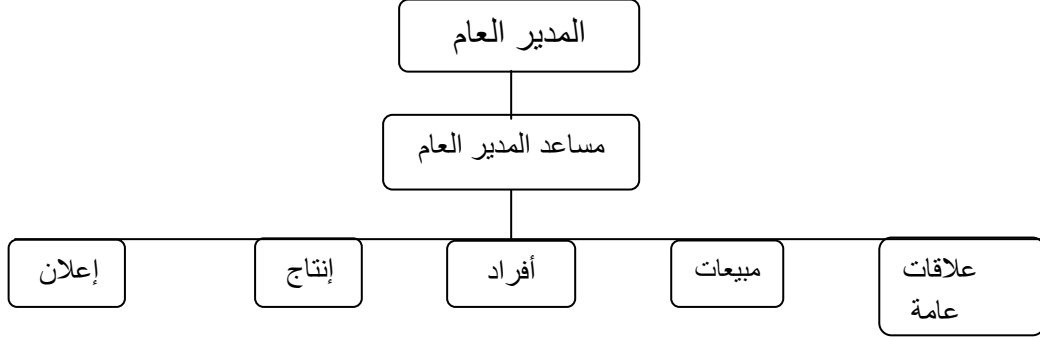 المدير العام
مساعد المدير العام
علاقات
عامة
مبيعات
أفراد
إنتاج
إعلان